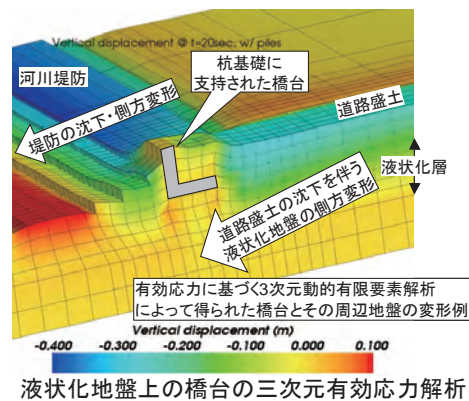 Vertical displacement @ t=20sec; w/ piles
河川堤防
杭基礎に
支持された橋台
道路盛土
堤防の沈下・側方変形
液状化層
道路盛土の沈下を伴う
液状化地盤の側方変形
有効応力に基づく3次元動的有限要素解析
によって得られた橋台とその周辺地盤の変形例
Vertical displacement (m)
-0.400 -0.300 -0.200 -0.100 0.000 0.100
液状化地盤上の橋台の三次元有効応力解析